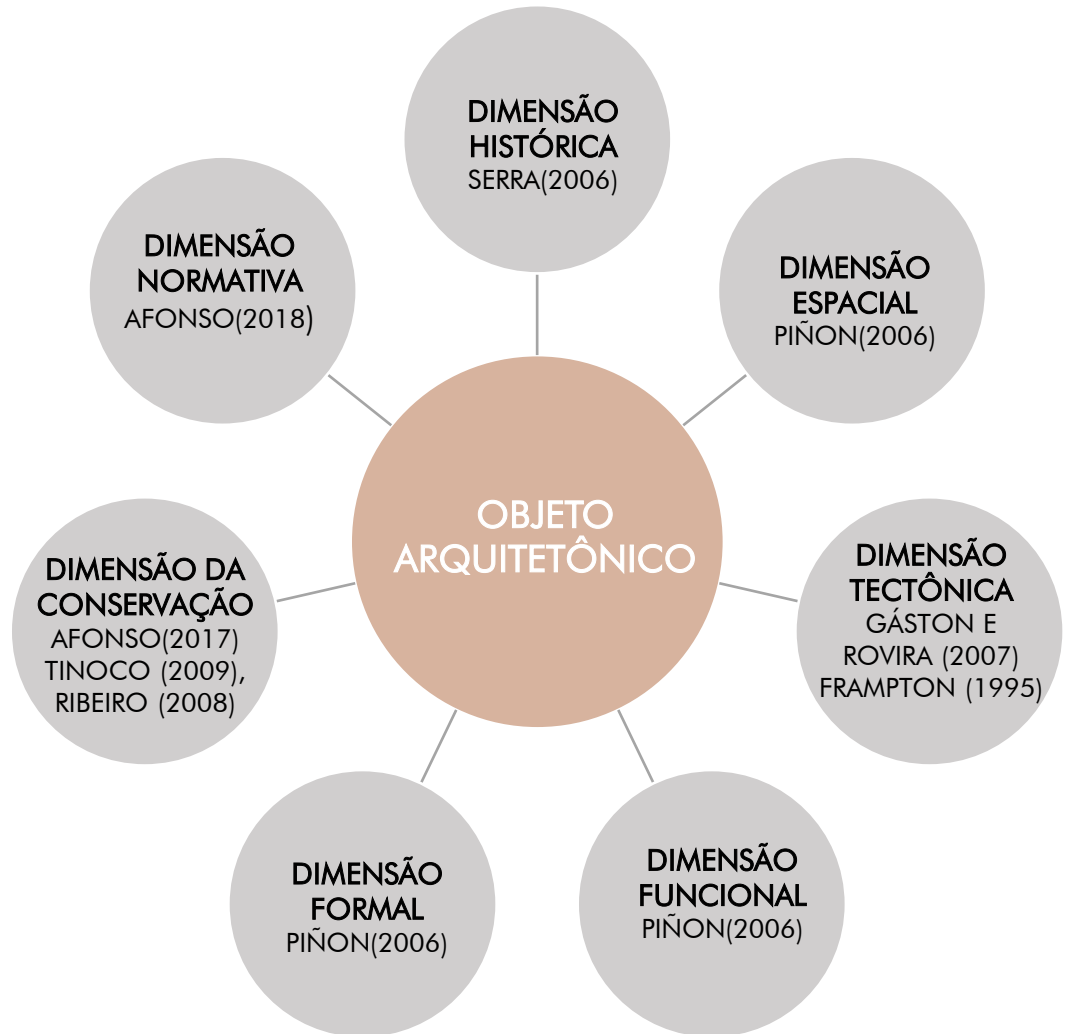 DIMENSÃO
HISTÓRICA
SERRA(2006)
DIMENSÃO
ESPACIAL
PIÑON(2006)
DIMENSÃO
TECTÔNICA
GÁSTON E
ROVIRA (2007)
FRAMPTON (1995)
DIMENSÃO
FUNCIONAL
PIÑON(2006)
DIMENSÃO
FORMAL
PIÑON(2006)
DIMENSÃO DA
CONSERVAÇÃO
AFONSO(2017)
TINOCO (2009),
RIBEIRO (2008)
DIMENSÃO
NORMATIVA
AFONSO(2018)
OBJETO
ARQUITETÔNICO